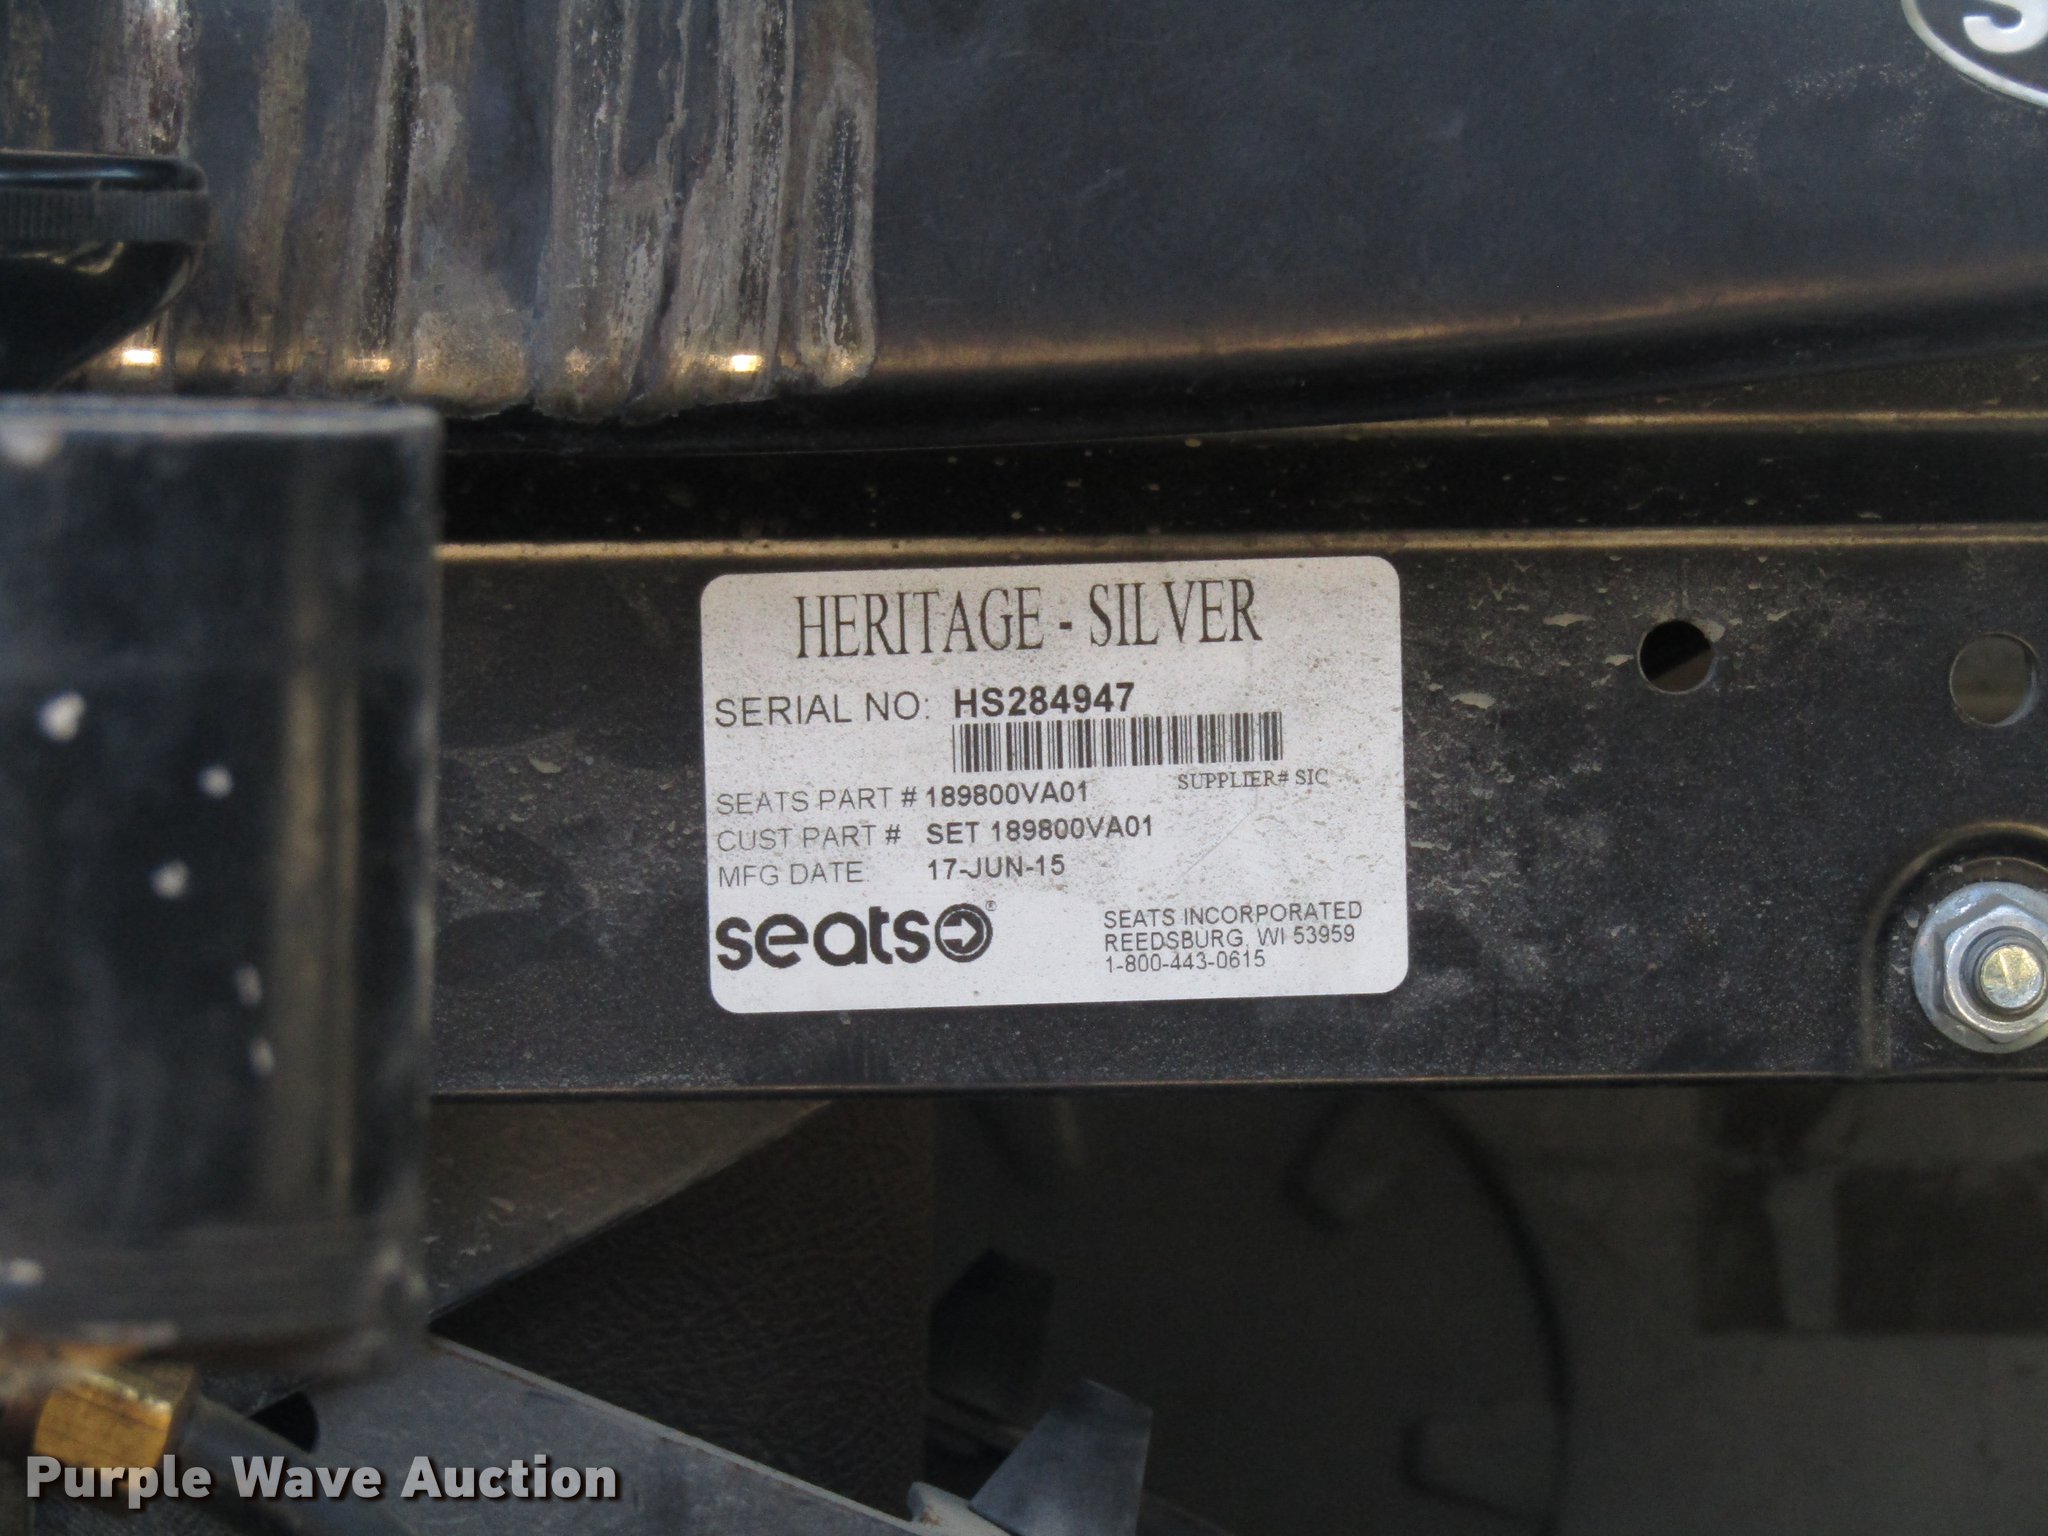 HERITAGE - SILVER
SERIAL NO: HS284947
SUPPLIER# SIC
SEATS PART # 189800VA01
CUST PART # SET 189800VA01
MFG DATE: 17-JUN-15
seats®
SEATS INCORPORATED
REEDSBURG, WI 53959
1-800-443-0615
Purple Wave Auction